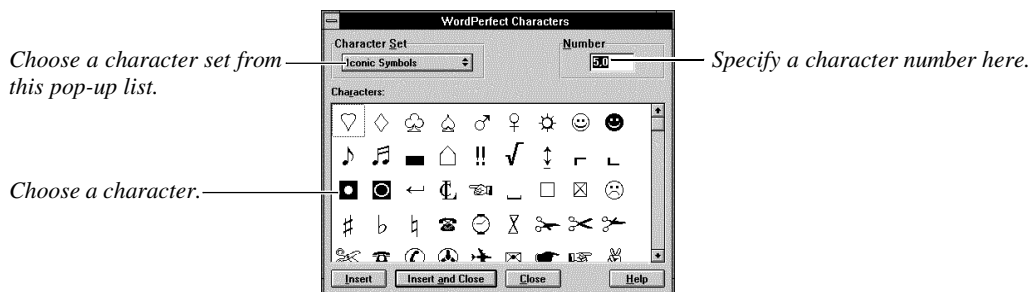 WordPerfect Characters
Character Set
Number
Choose a character set from
this pop-up list.
Iconic Symbols
5,0
Specify a character number here.
Characters:
Choose a character.
Insert
Insert and Close
Close
Help